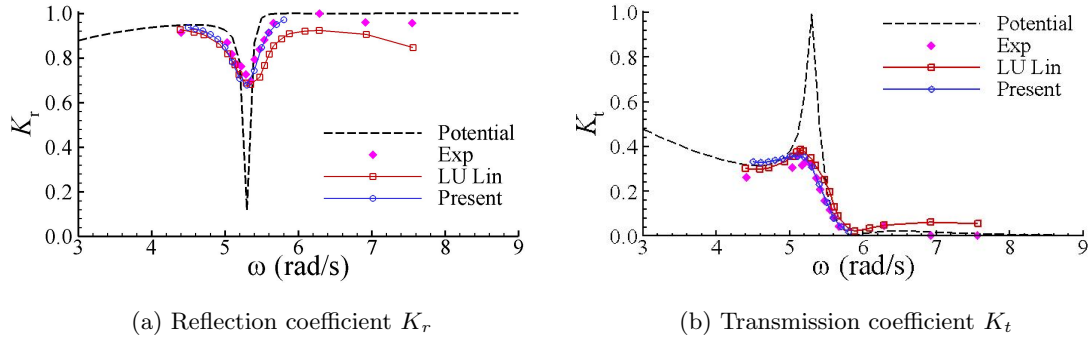 1.0
0.8
0.6
0.4
0.2
0.0
K_r
Potential
Exp
LU Lin
Present
3 4 5 6 7 8 9
ω (rad/s)
(a) Reflection coefficient K_r
1.0
0.8
0.6
0.4
0.2
0.0
K_t
Potential
Exp
LU Lin
Present
3 4 5 6 7 8 9
ω (rad/s)
(b) Transmission coefficient K_t